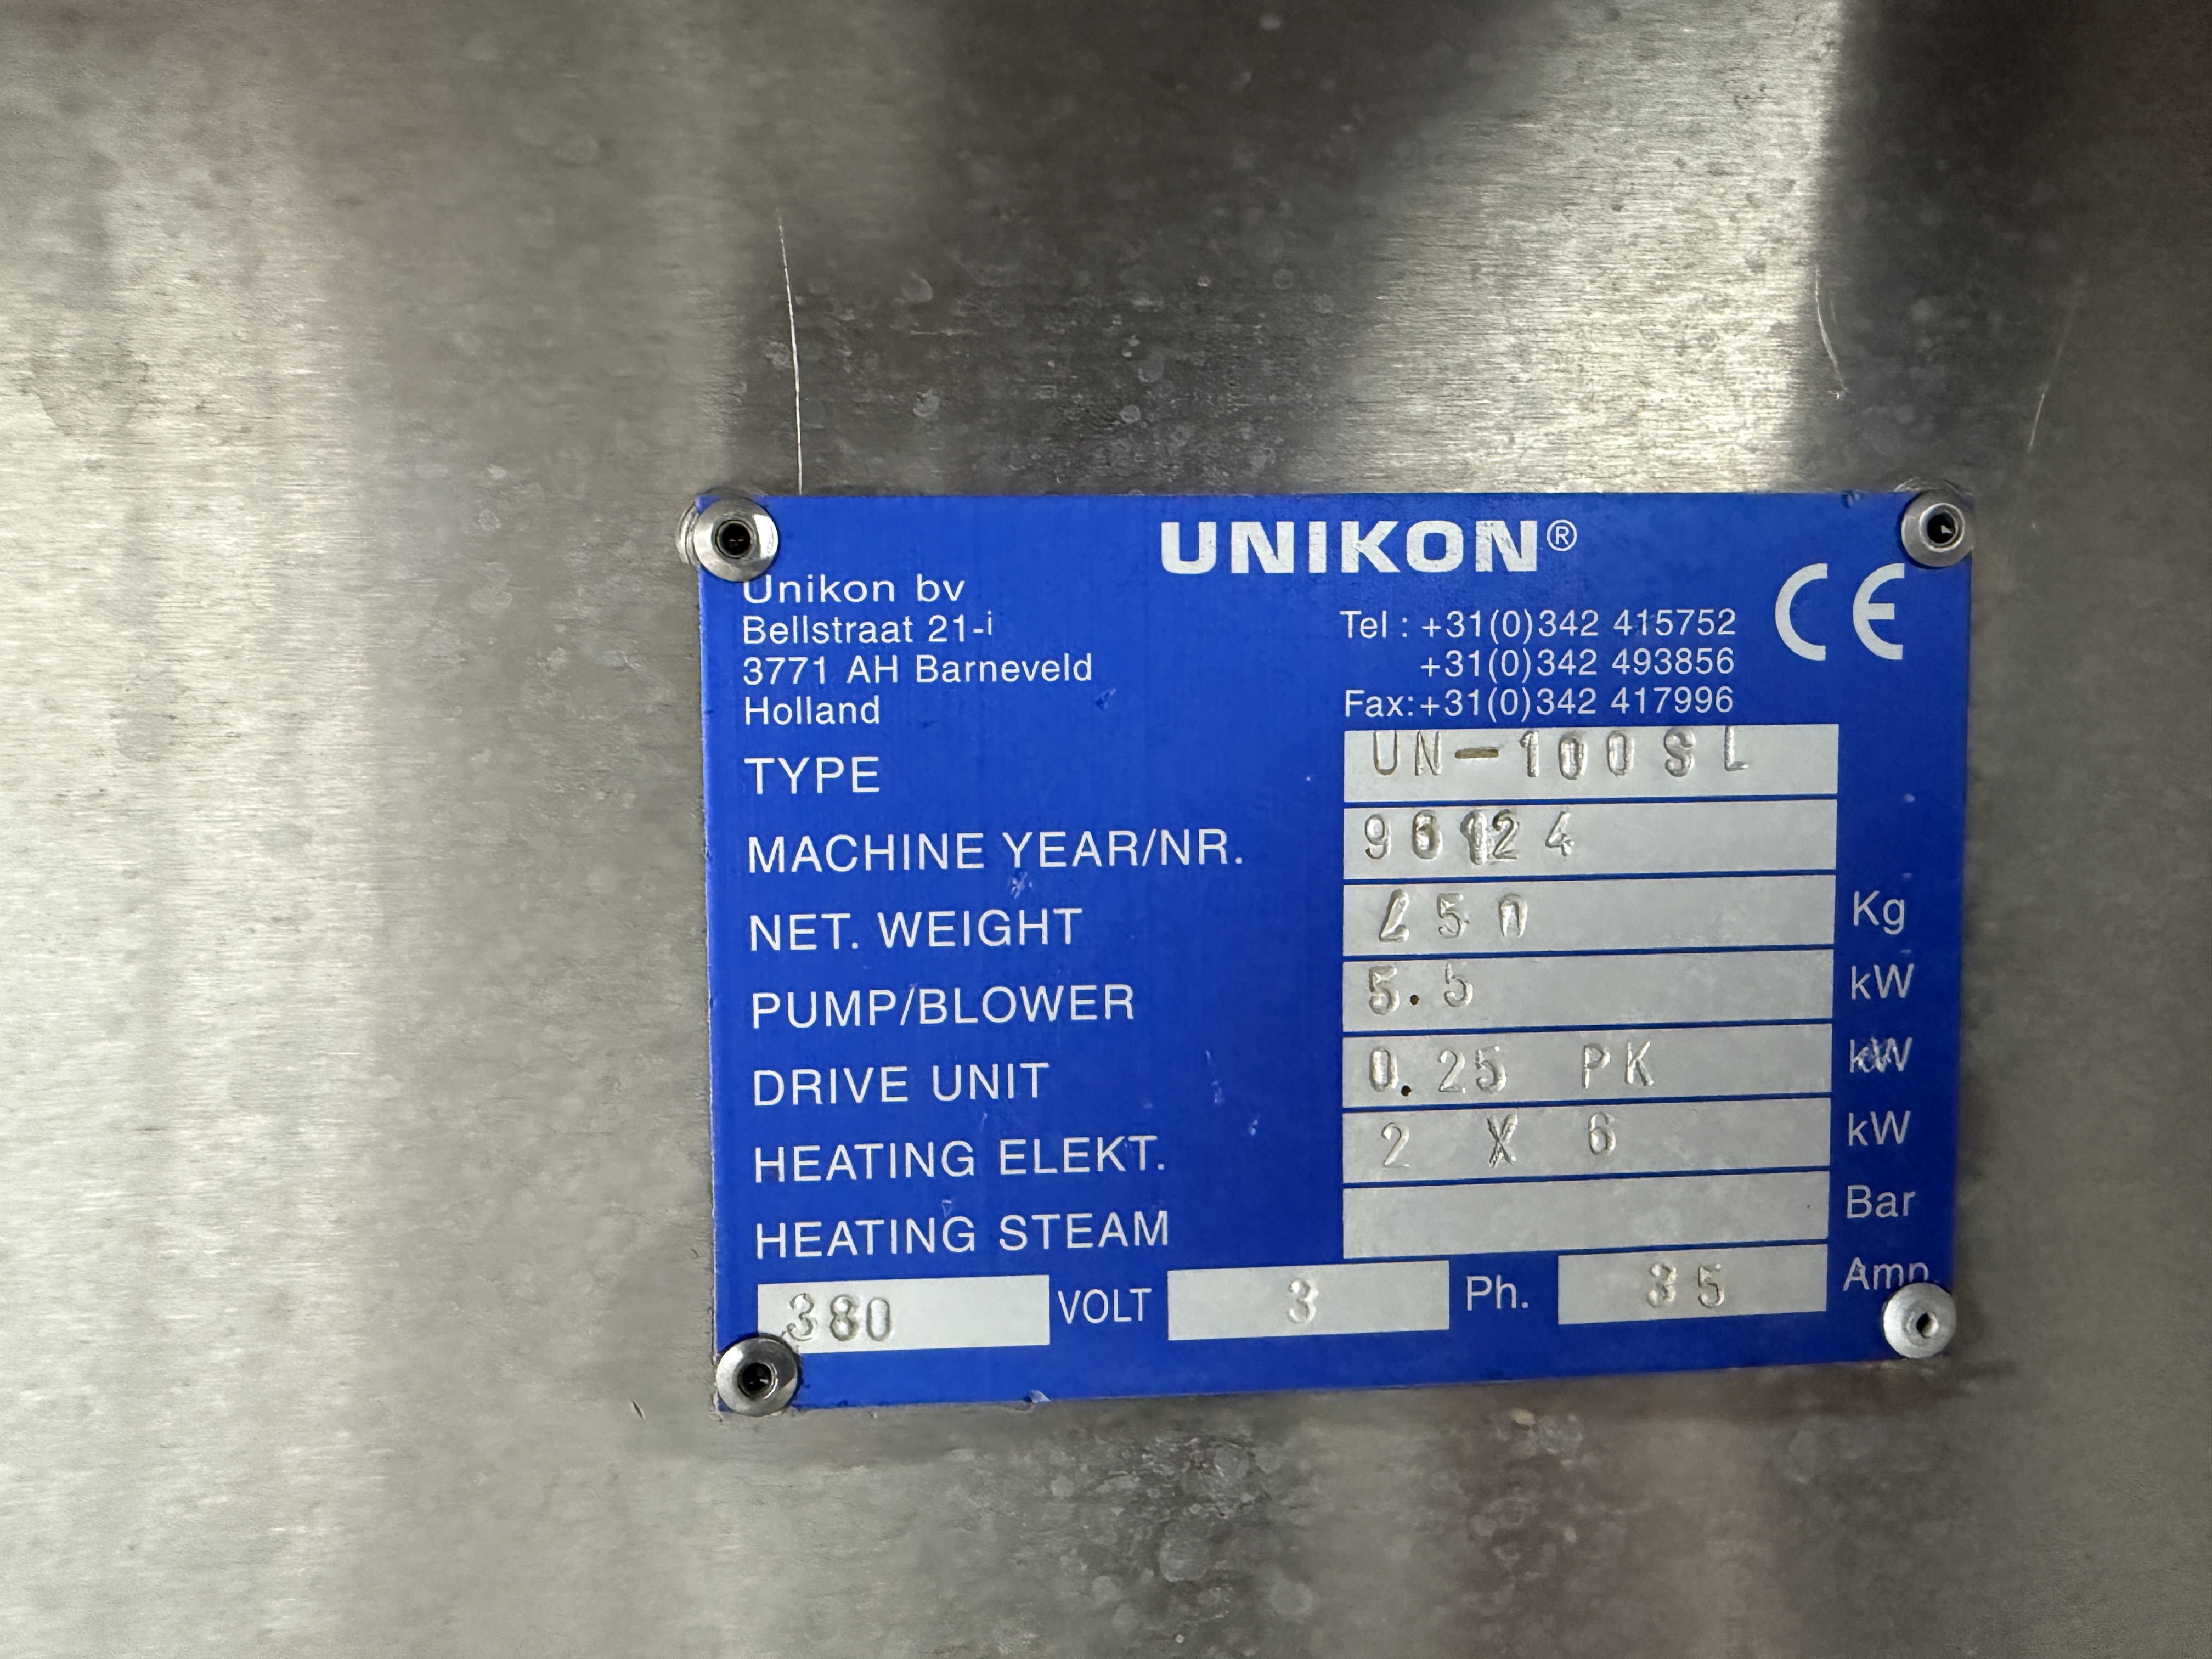 UNIKON®
Unikon bv
Bellstraat 21-i
3771 AH Barneveld
Holland
Tel : +31(0)342 415752
+31(0)342 493856
Fax:+31(0)342 417996
CE
TYPE UN-100SL
MACHINE YEAR/NR. 96124
NET. WEIGHT 450 Kg
PUMP/BLOWER 5.5 kW
DRIVE UNIT 0.25 PK kW
HEATING ELEKT. 2 X 6 kW
HEATING STEAM Bar
380 VOLT 3 Ph. 35 Amp.